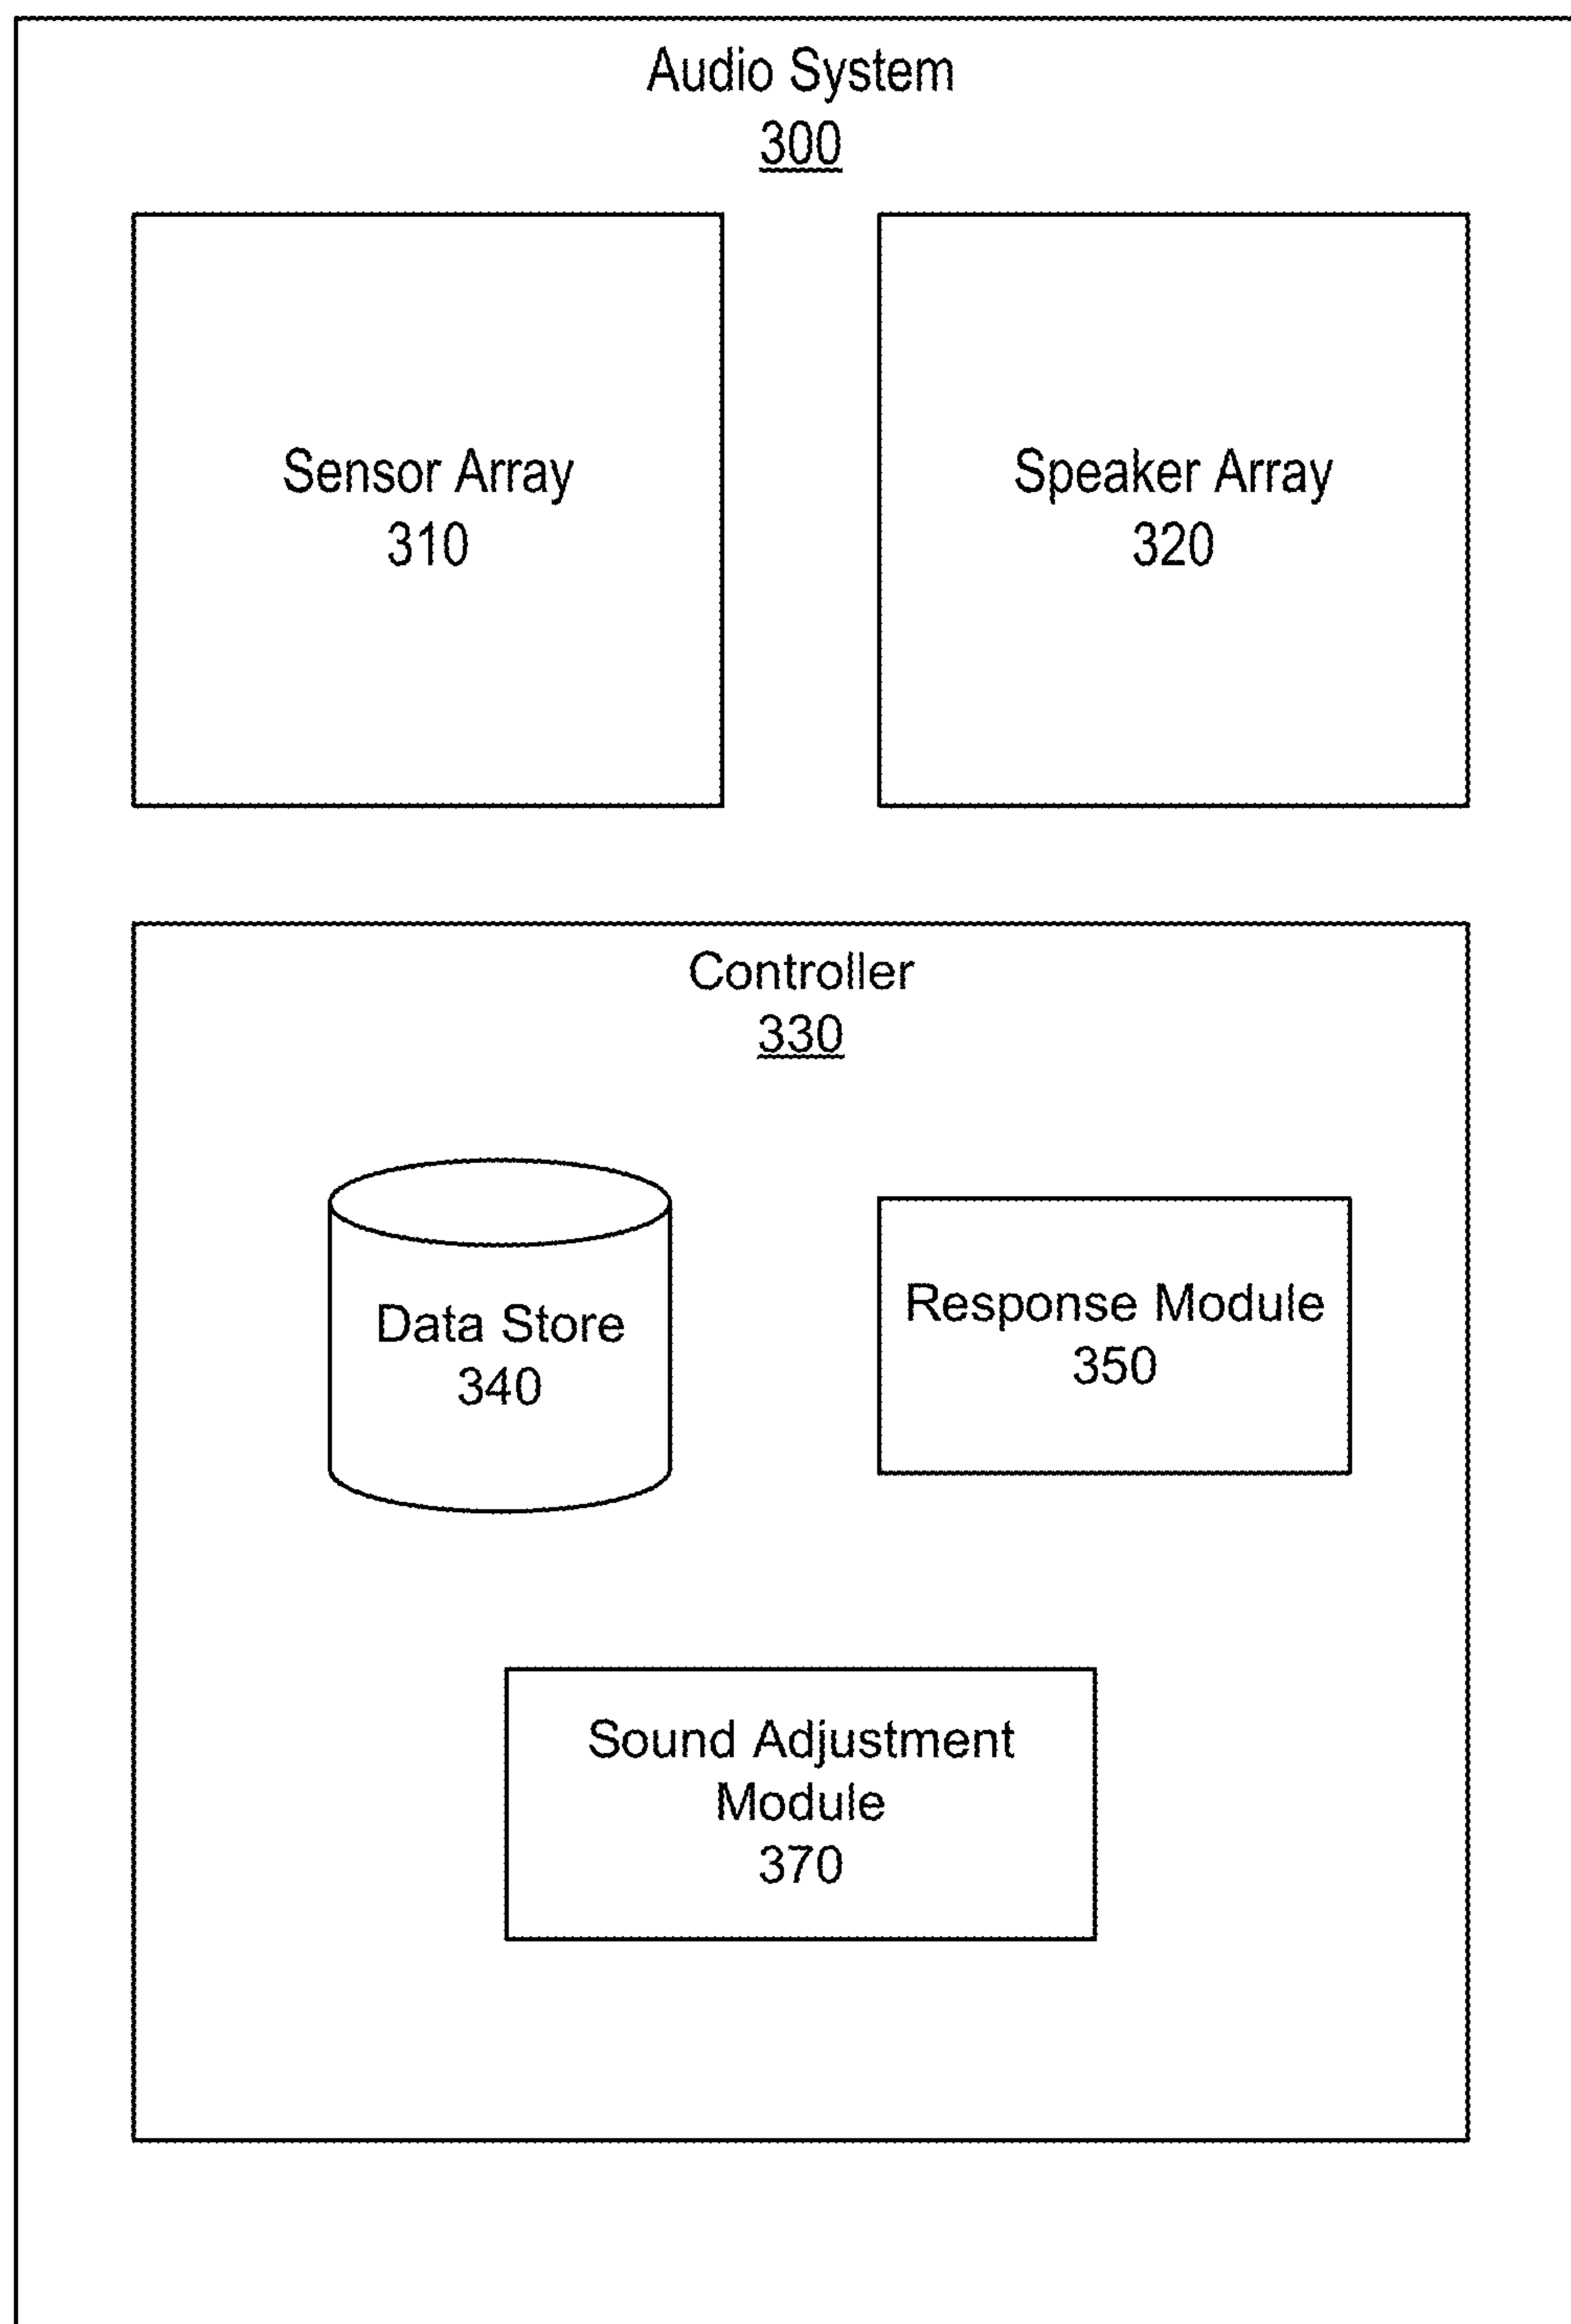 Audio System
300
Sensor Array
310
Speaker Array
320
Controller
330
Data Store
340
Response Module
350
Sound Adjustment
Module
370